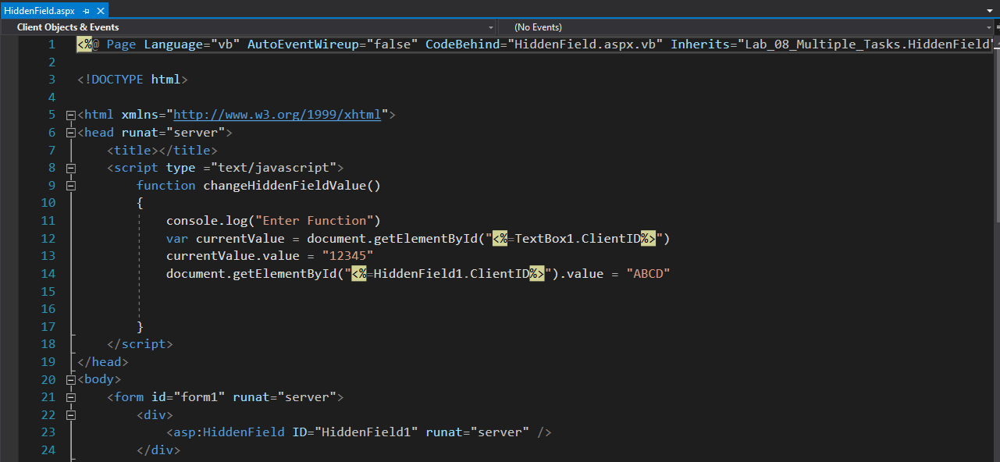 HiddenField.aspx
Client Objects & Events (No Events)
1 <%@ Page Language="vb" AutoEventWireup="false" CodeBehind="HiddenField.aspx.vb" Inherits="Lab_08_Multiple_Tasks.HiddenField"
2
3 <!DOCTYPE html>
4
5 <html xmlns="http://www.w3.org/1999/xhtml">
6 <head runat="server">
7     <title></title>
8     <script type ="text/javascript">
9         function changeHiddenFieldValue()
10         {
11             console.log("Enter Function")
12             var currentValue = document.getElementById("<%=TextBox1.ClientID%>")
13             currentValue.value = "12345"
14             document.getElementById("<%=HiddenField1.ClientID%>").value = "ABCD"
15
16
17         }
18     </script>
19 </head>
20 <body>
21     <form id="form1" runat="server">
22         <div>
23             <asp:HiddenField ID="HiddenField1" runat="server" />
24         </div>